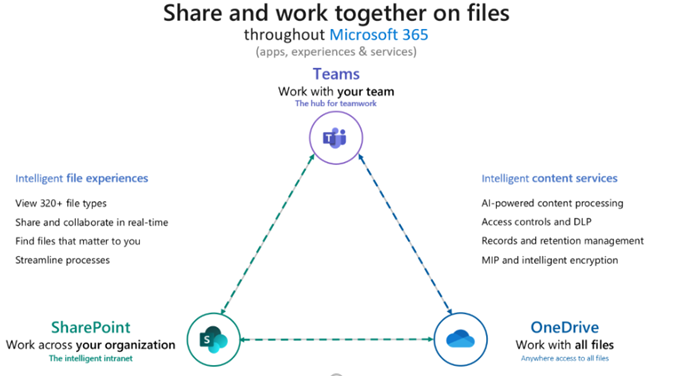 Share and work together on files
throughout Microsoft 365
(apps, experiences & services)
Teams
Work with your team
The hub for teamwork
T
Intelligent file experiences
View 320+ file types
Share and collaborate in real-time
Find files that matter to you
Streamline processes
Intelligent content services
AI-powered content processing
Access controls and DLP
Records and retention management
MIP and intelligent encryption
SharePoint
Work across your organization
The intelligent intranet
S
OneDrive
Work with all files
Anywhere access to all files